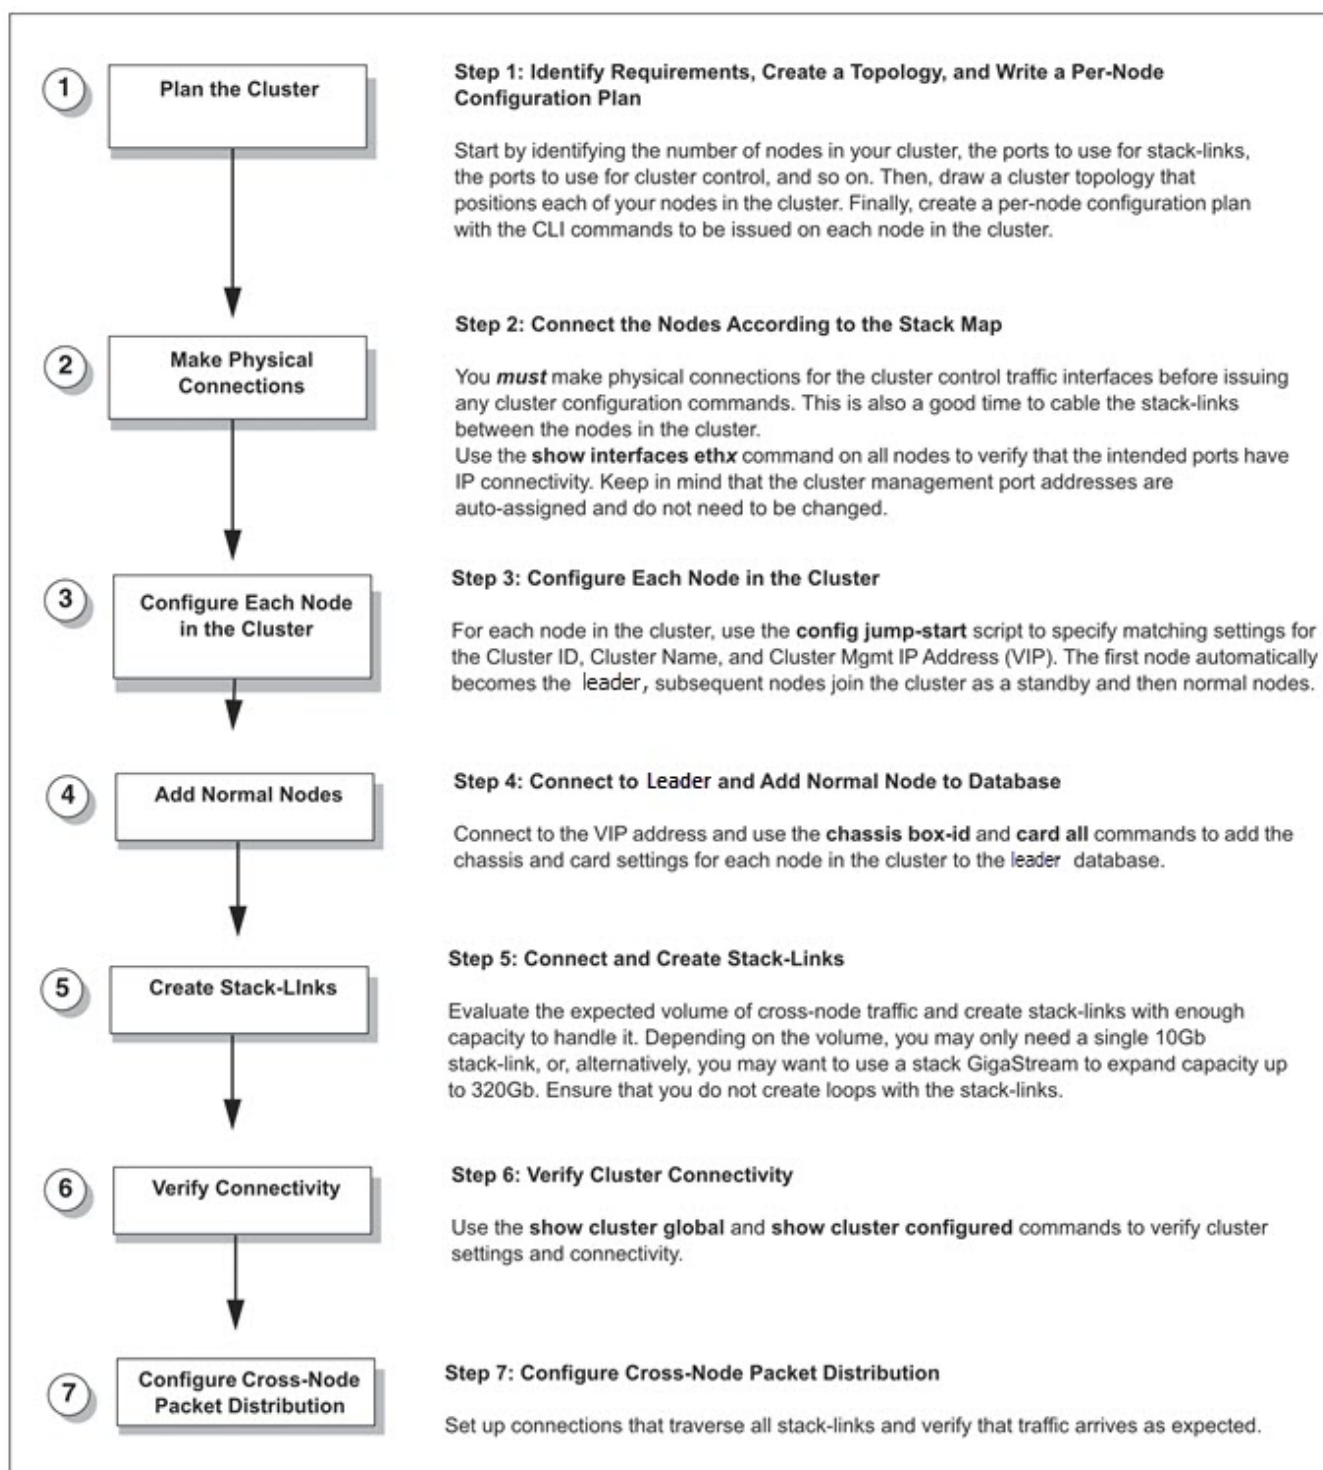 1
Plan the Cluster
Step 1: Identify Requirements, Create a Topology, and Write a Per-Node
Configuration Plan
Start by identifying the number of nodes in your cluster, the ports to use for stack-links,
the ports to use for cluster control, and so on. Then, draw a cluster topology that
positions each of your nodes in the cluster. Finally, create a per-node configuration plan
with the CLI commands to be issued on each node in the cluster.
2
Make Physical
Connections
Step 2: Connect the Nodes According to the Stack Map
You must make physical connections for the cluster control traffic interfaces before issuing
any cluster configuration commands. This is also a good time to cable the stack-links
between the nodes in the cluster.
Use the show interfaces ethx command on all nodes to verify that the intended ports have
IP connectivity. Keep in mind that the cluster management port addresses are
auto-assigned and do not need to be changed.
3
Configure Each Node
in the Cluster
Step 3: Configure Each Node in the Cluster
For each node in the cluster, use the config jump-start script to specify matching settings for
the Cluster ID, Cluster Name, and Cluster Mgmt IP Address (VIP). The first node automatically
becomes the leader, subsequent nodes join the cluster as a standby and then normal nodes.
4
Add Normal Nodes
Step 4: Connect to Leader and Add Normal Node to Database
Connect to the VIP address and use the chassis box-id and card all commands to add the
chassis and card settings for each node in the cluster to the leader database.
5
Create Stack-LInks
Step 5: Connect and Create Stack-Links
Evaluate the expected volume of cross-node traffic and create stack-links with enough
capacity to handle it. Depending on the volume, you may only need a single 10Gb
stack-link, or, alternatively, you may want to use a stack GigaStream to expand capacity up
to 320Gb. Ensure that you do not create loops with the stack-links.
6
Verify Connectivity
Step 6: Verify Cluster Connectivity
Use the show cluster global and show cluster configured commands to verify cluster
settings and connectivity.
7
Configure Cross-Node
Packet Distribution
Step 7: Configure Cross-Node Packet Distribution
Set up connections that traverse all stack-links and verify that traffic arrives as expected.